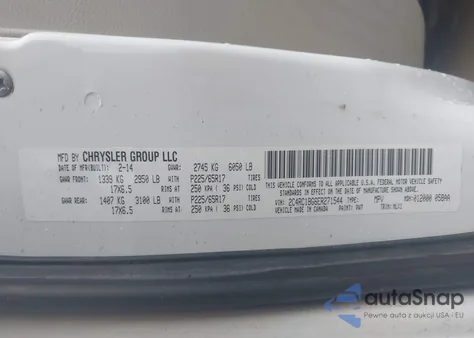 MFD BY CHRYSLER GROUP LLC
DATE OF MFR(BUILT): 2-14 GVWR: 2745 KG 6050 LB
GAWR FRONT: 1339 KG 2950 LB WITH P225/65R17 TIRES
17X6.5 RIMS AT 250 KPA ( 36 PSI) COLD
GAWR REAR: 1407 KG 3100 LB WITH P225/65R17 TIRES
17X6.5 RIMS AT 250 KPA ( 36 PSI) COLD
THIS VEHICLE CONFORMS TO ALL APPLICABLE U.S.A. FEDERAL MOTOR VEHICLE SAFETY
STANDARDS IN EFFECT ON THE DATE OF MANUFACTURE SHOWN ABOVE.
VIN: 2C4RC1BG6ER271544 TYPE: MPV MDH: 012800 05BAA
MADE IN CANADA PAINT: TRIM:
autoSnap
Pewne auta z aukcji USA i EU